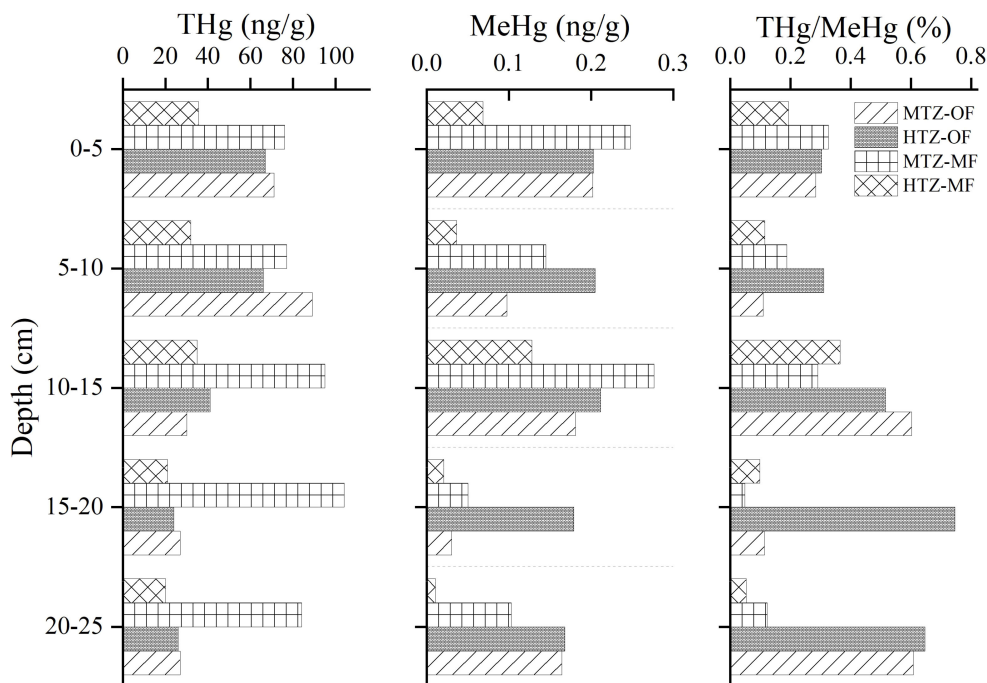 THg (ng/g) MeHg (ng/g) THg/MeHg (%)
0 20 40 60 80 100 0.0 0.1 0.2 0.3 0.0 0.2 0.4 0.6 0.8
MTZ-OF
HTZ-OF
MTZ-MF
HTZ-MF
Depth (cm)
0-5
5-10
10-15
15-20
20-25